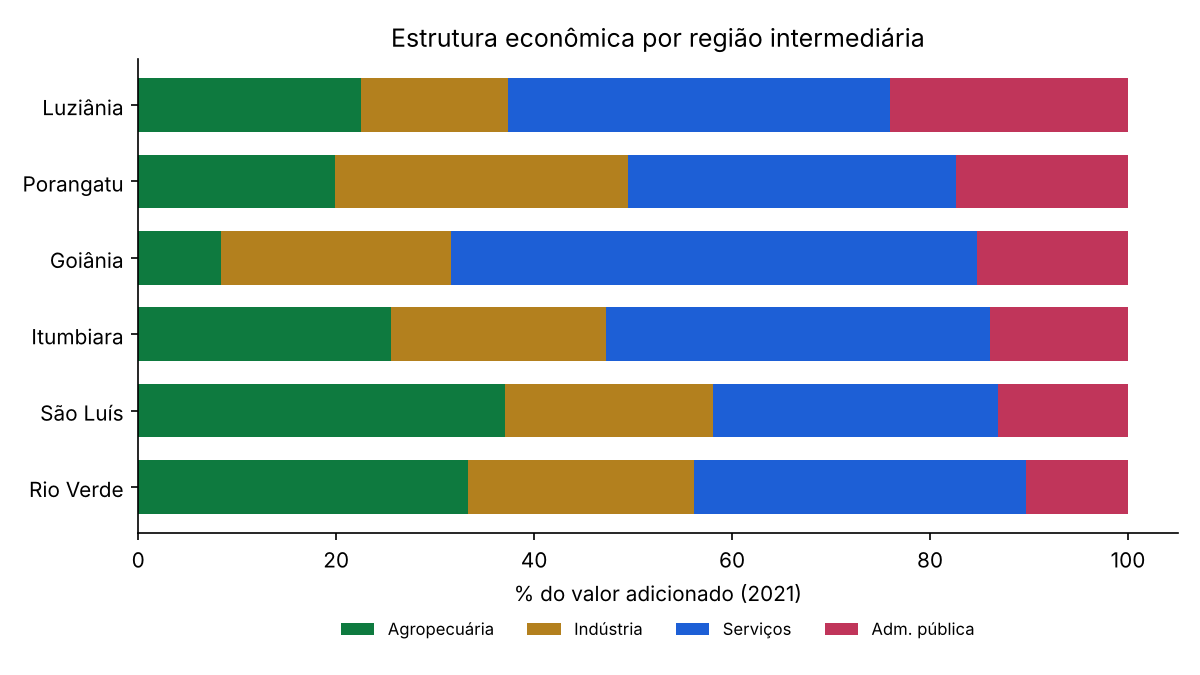 Estrutura econômica por região intermediária
Luziânia
Porangatu
Goiânia
Itumbiara
São Luís
Rio Verde
0 20 40 60 80 100
% do valor adicionado (2021)
Agropecuária Indústria Serviços Adm. pública